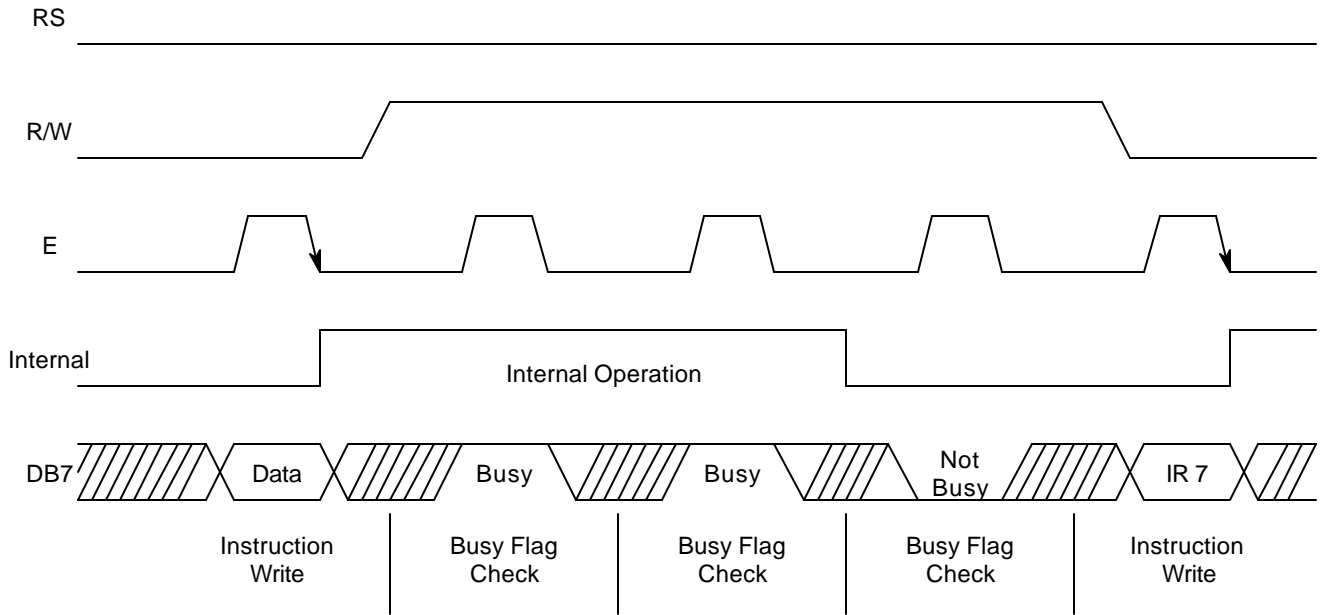 RS
R/W
E
Internal
Internal Operation
DB7
Data
Busy
Busy
Not
Busy
IR 7
Instruction
Write
Busy Flag
Check
Busy Flag
Check
Busy Flag
Check
Instruction
Write